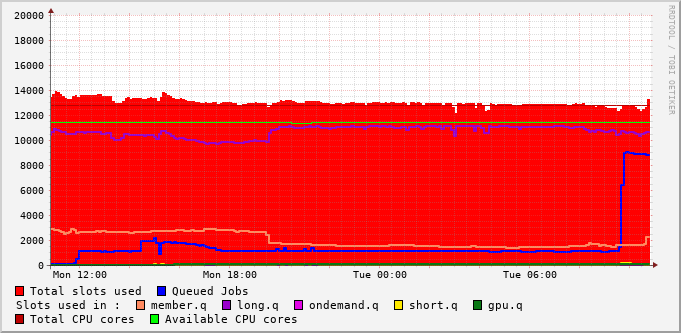 20000
18000
16000
14000
12000
10000
8000
6000
4000
2000
0
Mon 12:00 Mon 18:00 Tue 00:00 Tue 06:00
RRDTOOL / TOBI OETIKER
Total slots used Queued Jobs
Slots used in : member.q long.q ondemand.q short.q gpu.q
Total CPU cores Available CPU cores